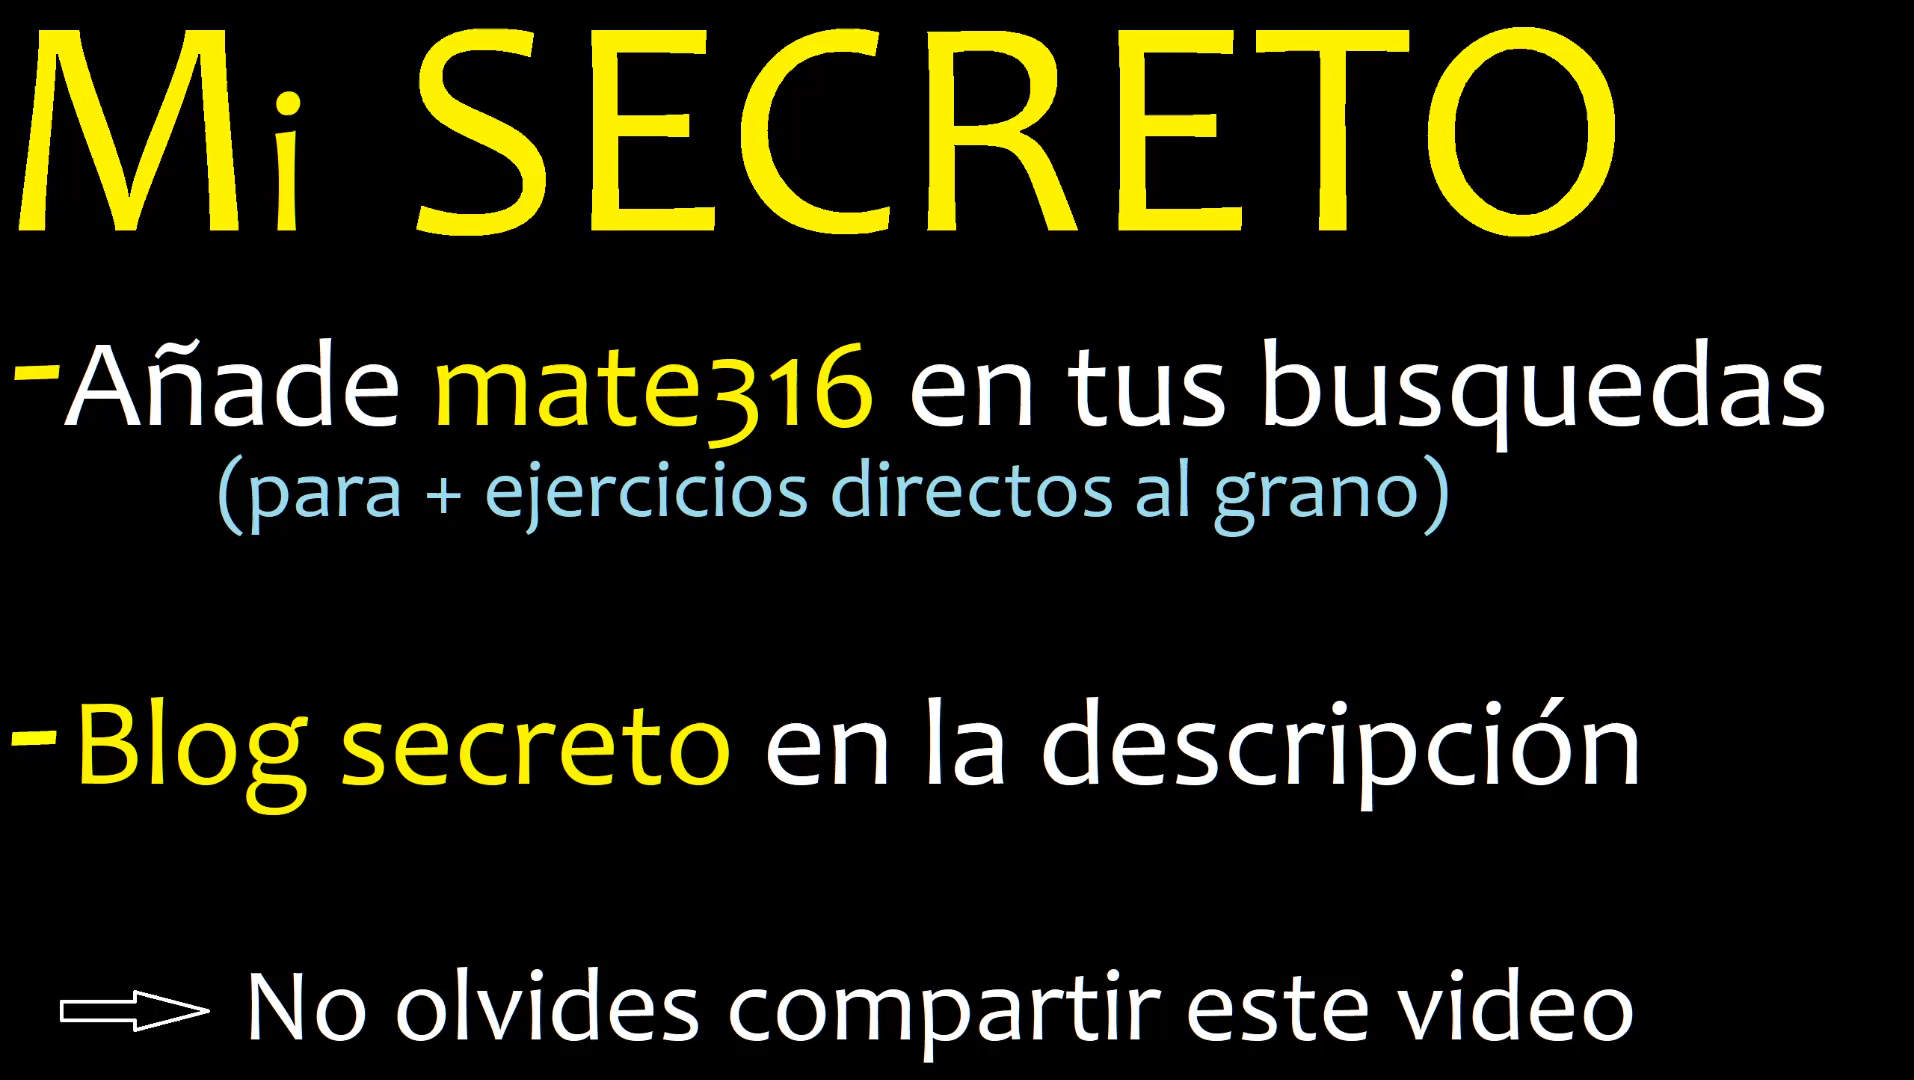 Mi SECRETO
-Añade mate316 en tus busquedas
(para + ejercicios directos al grano)
-Blog secreto en la descripción
No olvides compartir este video